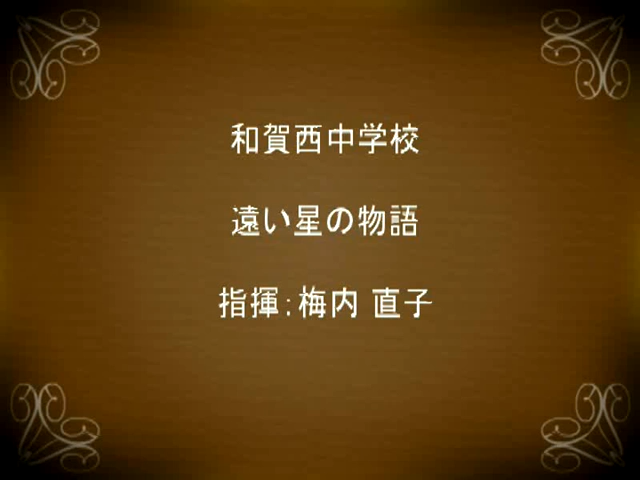 和賀西中学校
遠い星の物語
指揮：梅内 直子